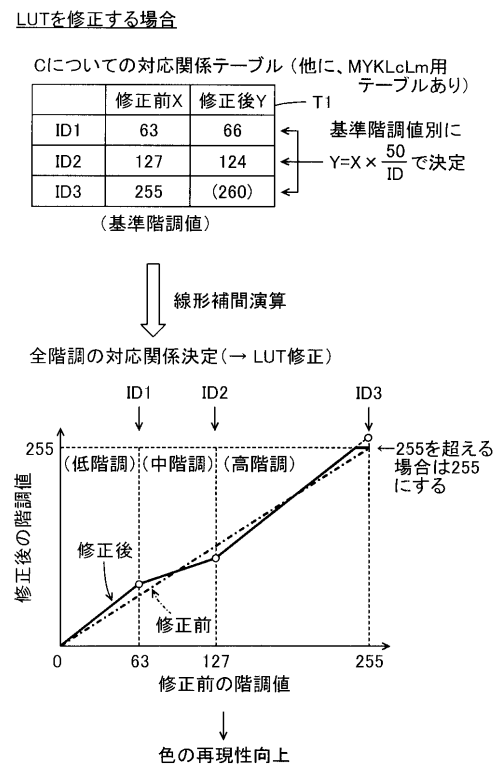 LUTを修正する場合
Cについての対応関係テーブル(他に、MYKLcLm用
テーブルあり)
修正前X 修正後Y
T1
ID1 63 66
ID2 127 124
ID3 255 (260)
基準階調値別に
Y=X×50/IDで決定
(基準階調値)
線形補間演算
全階調の対応関係決定(→ LUT修正)
ID1 ID2 ID3
255
(低階調) (中階調) (高階調)
←255を超える
場合は255
にする
修正後の階調値
修正後
修正前
0 63 127 255
修正前の階調値
色の再現性向上